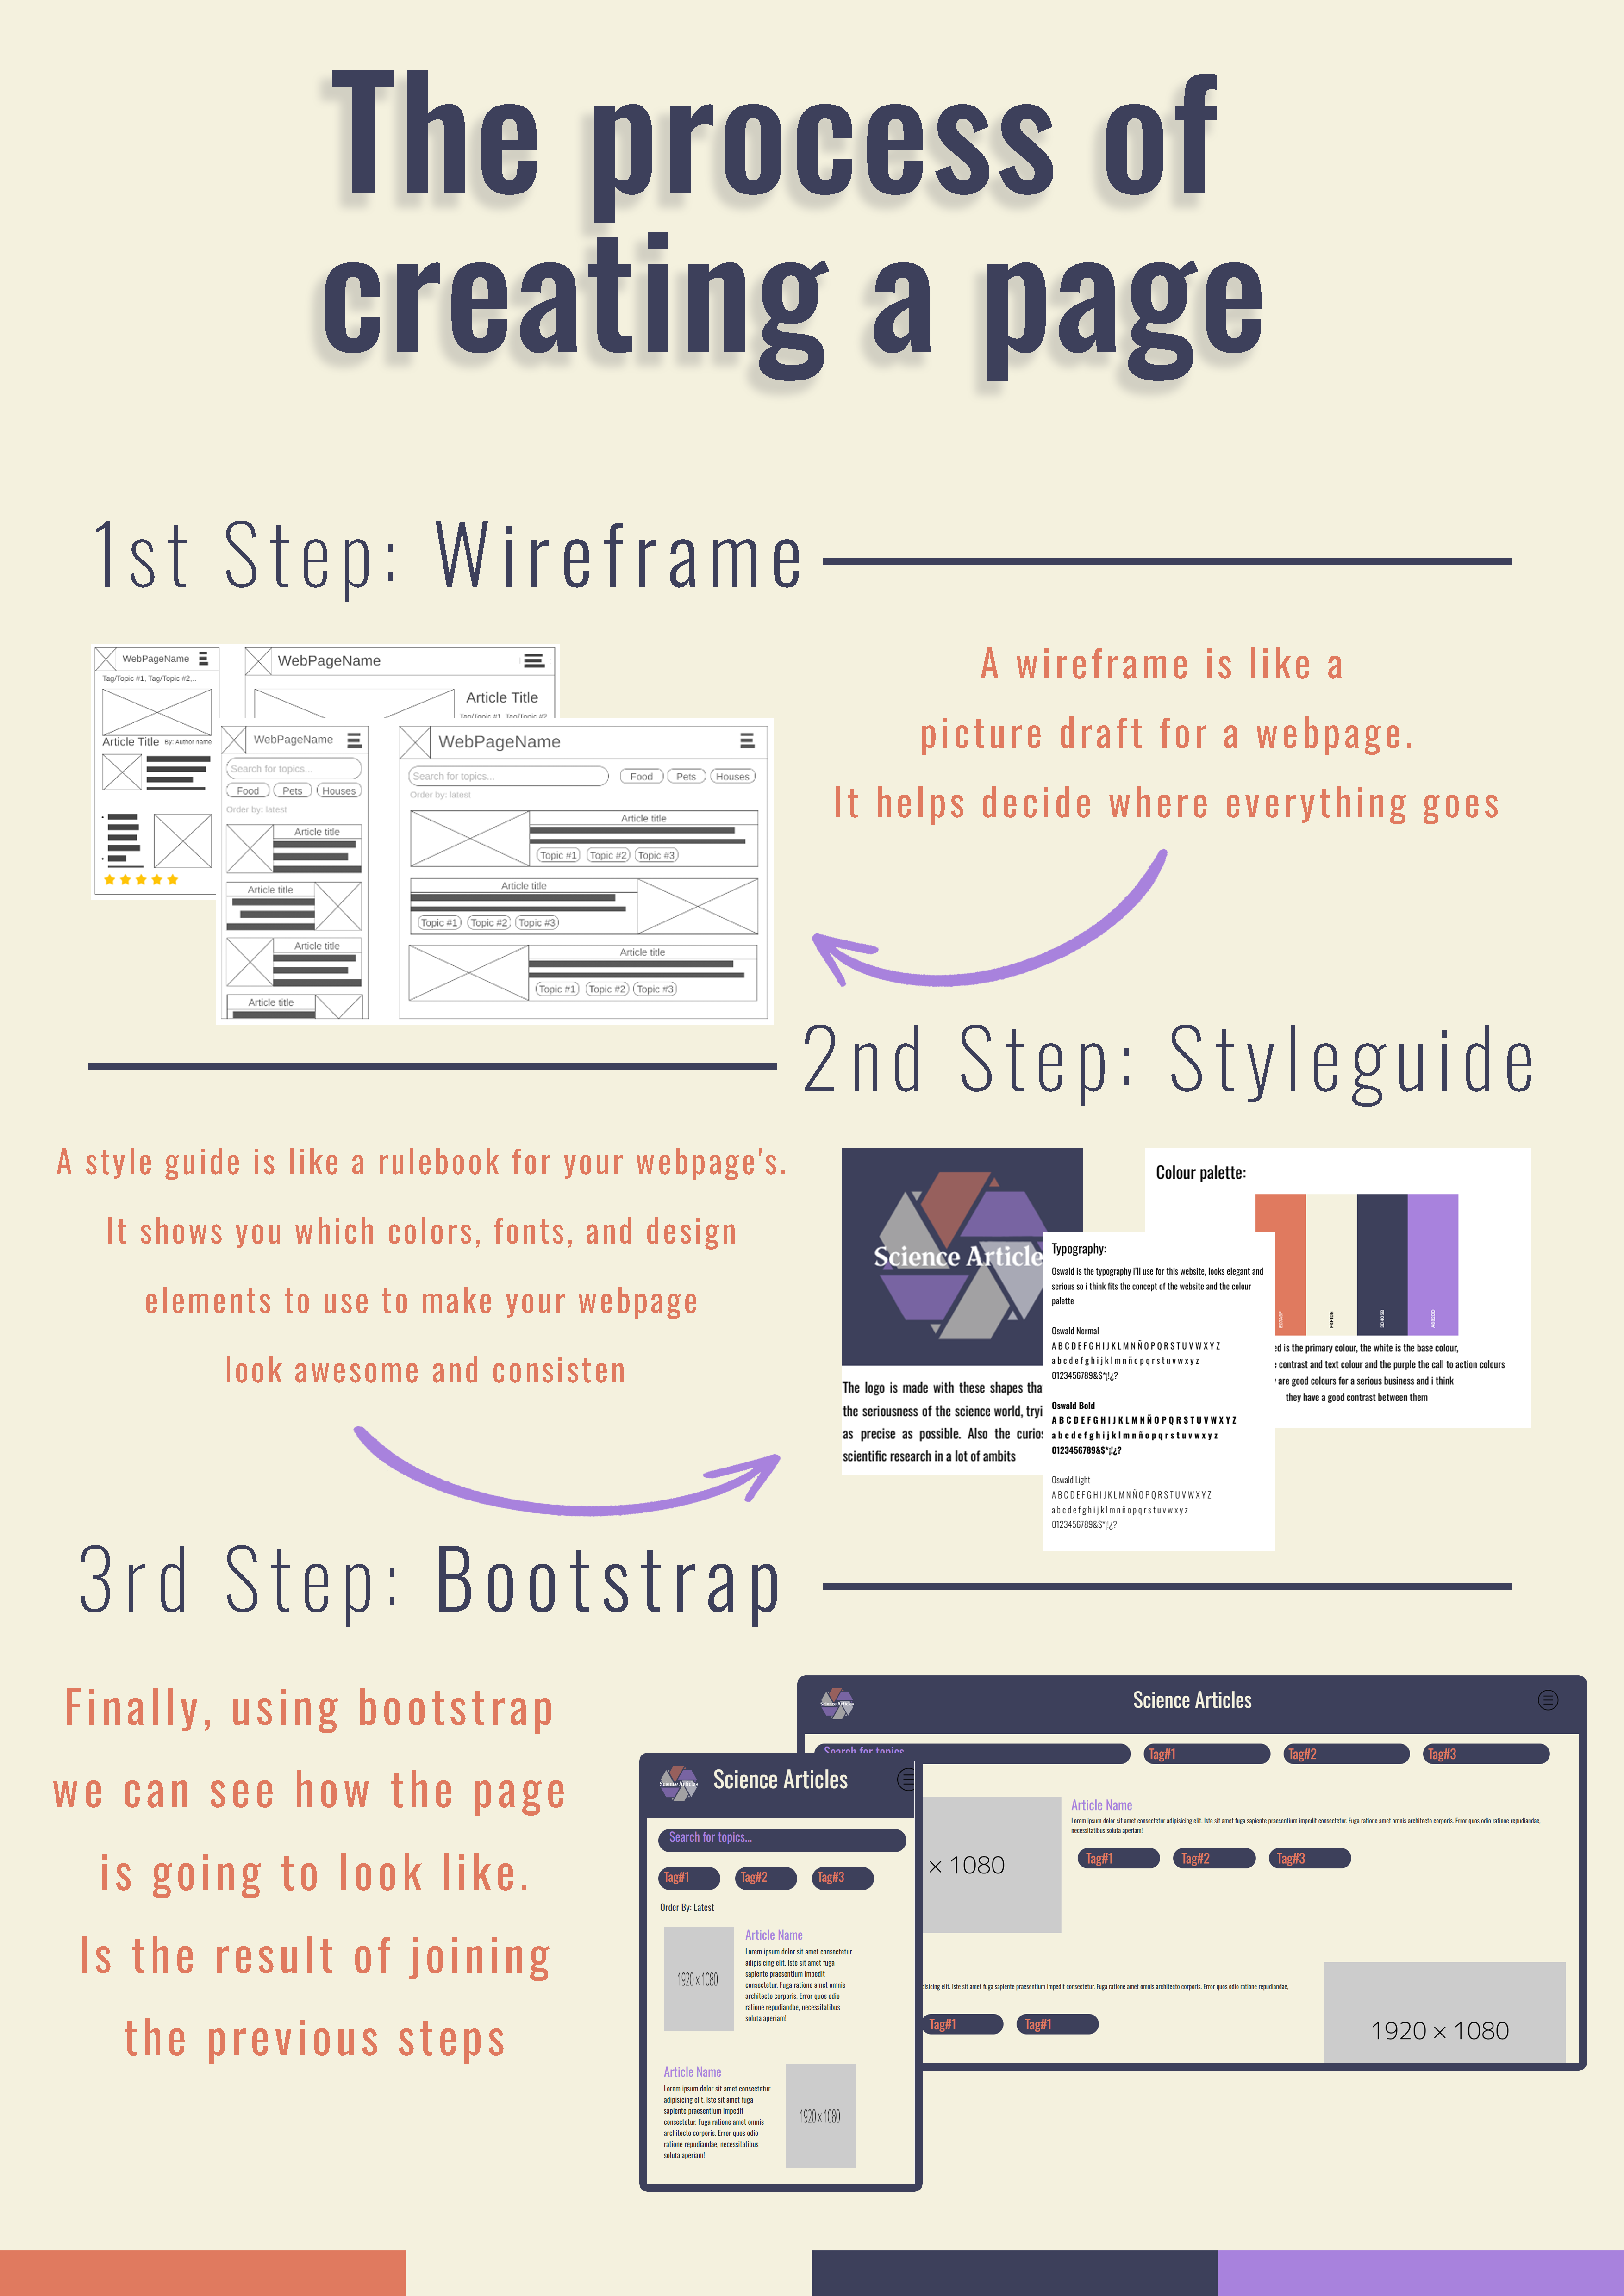 The process of
creating a page
1st Step: Wireframe
WebPageName
Tag/Topic #1, Tag/Topic #2...
Article Title By: Author name
WebPageName
Article Title
Tag/Topic #1, Tag/Topic #2
WebPageName
Search for topics...
Food Pets Houses
Order by: latest
Article title
Article title
Article title
Article title
WebPageName
Search for topics... Food Pets Houses
Order by: latest
Article title
Topic #1 Topic #2 Topic #3
Article title
Topic #1 Topic #2 Topic #3
Article title
Topic #1 Topic #2 Topic #3
A wireframe is like a
picture draft for a webpage.
It helps decide where everything goes
2nd Step: Styleguide
A style guide is like a rulebook for your webpage's.
It shows you which colors, fonts, and design
elements to use to make your webpage
look awesome and consisten
Science Article
The logo is made with these shapes that
the seriousness of the science world, tryi
as precise as possible. Also the curios
scientific research in a lot of ambits
Typography:
Oswald is the typography i'll use for this website, looks elegant and
serious so i think fits the concept of the website and the colour
palette
Oswald Normal
ABCDEFGHIJKLMNÑOPQRSTUVWXYZ
abcdefghijklmnñopqrstuvwxyz
0123456789&$*¡!¿?
Oswald Bold
ABCDEFGHIJKLMNÑOPQRSTUVWXYZ
abcdefghijklmnñopqrstuvwxyz
0123456789&$*¡!¿?
Oswald Light
ABCDEFGHIJKLMNÑOPQRSTUVWXYZ
abcdefghijklmnñopqrstuvwxyz
0123456789&$*¡!¿?
Colour palette:
F4F1DE
3D405B
ed is the primary colour, the white is the base colour,
contrast and text colour and the purple the call to action colours
are good colours for a serious business and i think
they have a good contrast between them
3rd Step: Bootstrap
Finally, using bootstrap
we can see how the page
is going to look like.
Is the result of joining
the previous steps
Science Articles
Science Articles
Search for topics
Tag#1 Tag#2 Tag#3
× 1080
Article Name
Lorem ipsum dolor sit amet consectetur adipisicing elit. Iste sit amet fuga sapiente praesentium impedit consectetur. Fuga ratione amet omnis architecto corporis. Error quos odio ratione repudiandae,
necessitatibus soluta aperiam!
Tag#1 Tag#2 Tag#3
pisicing elit. Iste sit amet fuga sapiente praesentium impedit consectetur. Fuga ratione amet omnis architecto corporis. Error quos odio ratione repudiandae,
Tag#1 Tag#1
1920 × 1080
Science Articles
Science Articles
Search for topics...
Tag#1 Tag#2 Tag#3
Order By: Latest
1920 × 1080
Article Name
Lorem ipsum dolor sit amet consectetur
adipisicing elit. Iste sit amet fuga
sapiente praesentium impedit
consectetur. Fuga ratione amet omnis
architecto corporis. Error quos odio
ratione repudiandae, necessitatibus
soluta aperiam!
Article Name
Lorem ipsum dolor sit amet consectetur
adipisicing elit. Iste sit amet fuga
sapiente praesentium impedit
consectetur. Fuga ratione amet omnis
architecto corporis. Error quos odio
ratione repudiandae, necessitatibus
soluta aperiam!
1920 × 1080